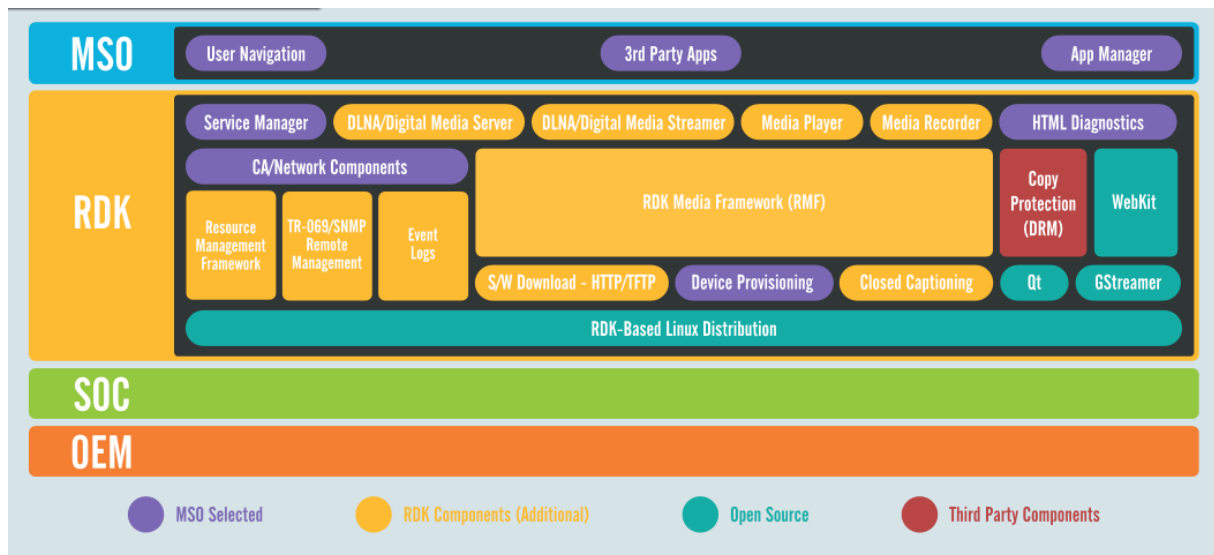 MSO
User Navigation
3rd Party Apps
App Manager
RDK
Service Manager
DLNA/Digital Media Server
DLNA/Digital Media Streamer
Media Player
Media Recorder
HTML Diagnostics
CA/Network Components
RDK Media Framework (RMF)
Copy
Protection
(DRM)
WebKit
Resource
Management
Framework
TR-069/SNMP
Remote
Management
Event
Logs
S/W Download - HTTP/TFTP
Device Provisioning
Closed Captioning
Qt
GStreamer
RDK-Based Linux Distribution
SOC
OEM
MSO Selected
RDK Components (Additional)
Open Source
Third Party Components